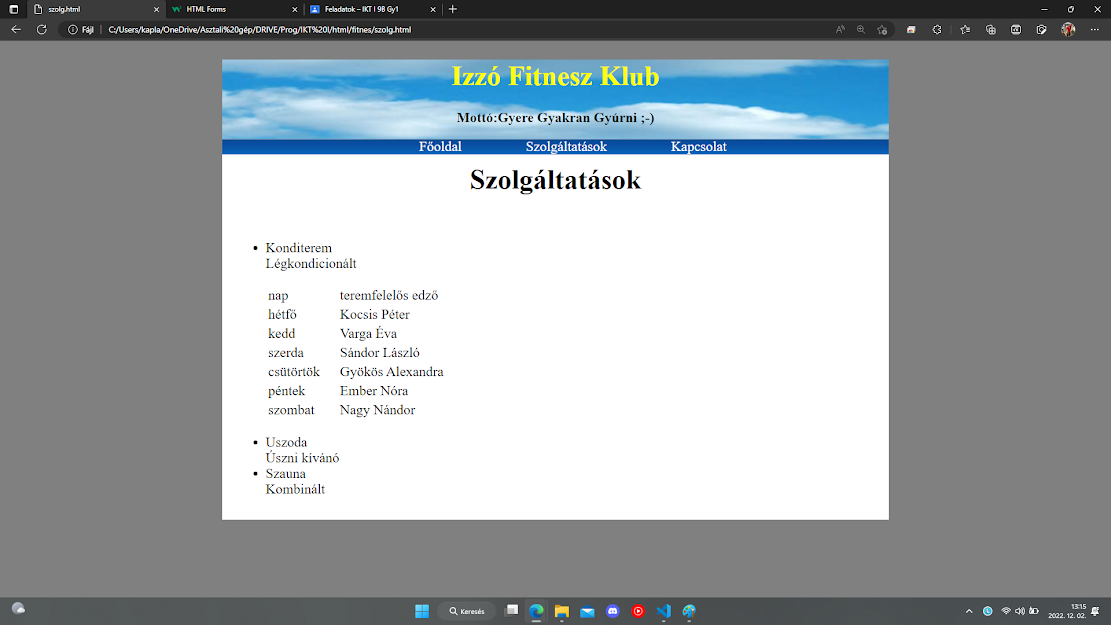 szolg.html
HTML Forms
Feladatok – IKT I 98 Gy1
Fájl
C:/Users/kapla/OneDrive/Asztali%20gép/DRIVE/Prog/IKT%20I/html/fitnes/szolg.html
Izzó Fitnesz Klub
Mottó:Gyere Gyakran Gyúrni ;-)
Főoldal Szolgáltatások Kapcsolat
Szolgáltatások
Konditerem
Légkondicionált
nap teremfelelős edző
hétfő Kocsis Péter
kedd Varga Éva
szerda Sándor László
csütörtök Gyökös Alexandra
péntek Ember Nóra
szombat Nagy Nándor
Uszoda
Úszni kívánó
Szauna
Kombinált
Keresés
13:15
2022. 12. 02.